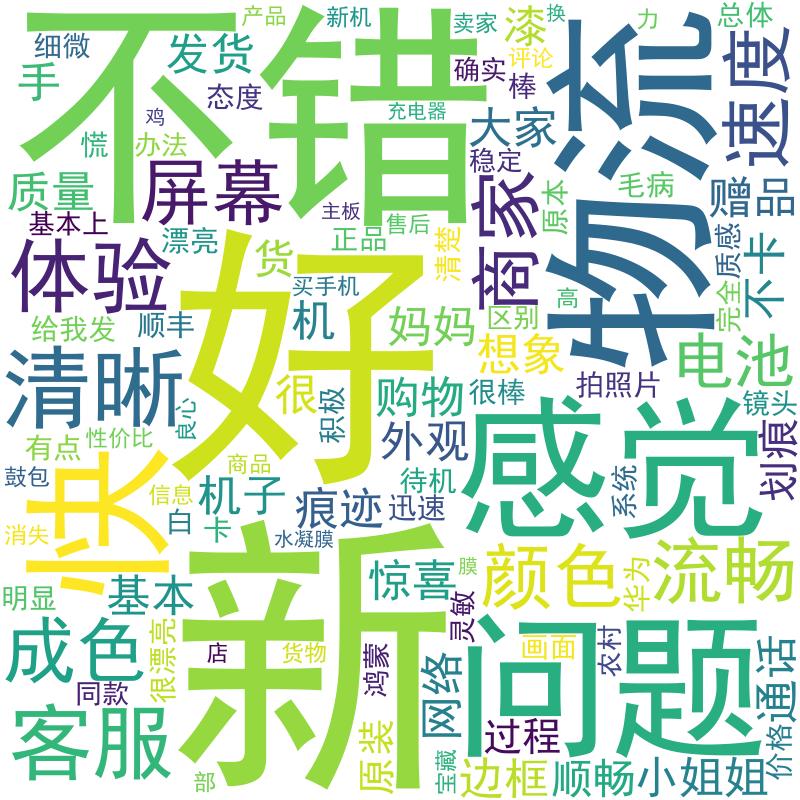 产品
新机
卖家
换
力
总体
细微
发货
不错
漆
评论
物流
速度
手
态度
鸡
充电器
确实
棒
大家
慌
办法
稳定
质量
屏幕
商家
原本
毛病
赠品
基本上
主板
漂亮
货
正品
售后
清楚
质感
不卡
体验
好
买手机
高
完全
给我发
顺丰
机
妈妈
区别
想象
电池
清晰
很
积极
购物
很棒
拍照片
镜头
良心
有点
性价比
外观
感觉
划痕
鼓包
快
商品
信息
机子
痕迹
待机
迅速
系统
白
卡
消失
水凝膜
新
惊喜
膜
颜色
华为
流畅
明显
基本
灵敏
成色
很漂亮
店
货物
鸿蒙
网络
问题
画面
农村
通话
同款
客服
原装
过程
价格
部
宝藏
边框
顺畅
小姐姐